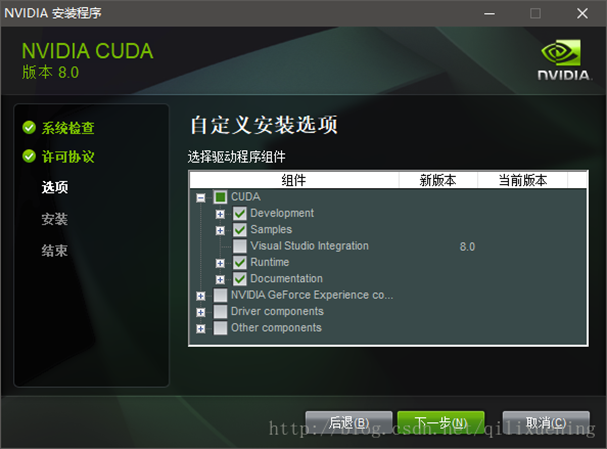 NVIDIA 安装程序
NVIDIA CUDA
版本 8.0
NVIDIA.
系统检查
许可协议
选项
安装
结束
自定义安装选项
选择驱动程序组件
组件 新版本 当前版本
CUDA
Development
Samples
Visual Studio Integration 8.0
Runtime
Documentation
NVIDIA GeForce Experience co...
Driver components
Other components
后退(B) 下一步(N) 取消(C)
http://blog.csdn.net/qilixuening